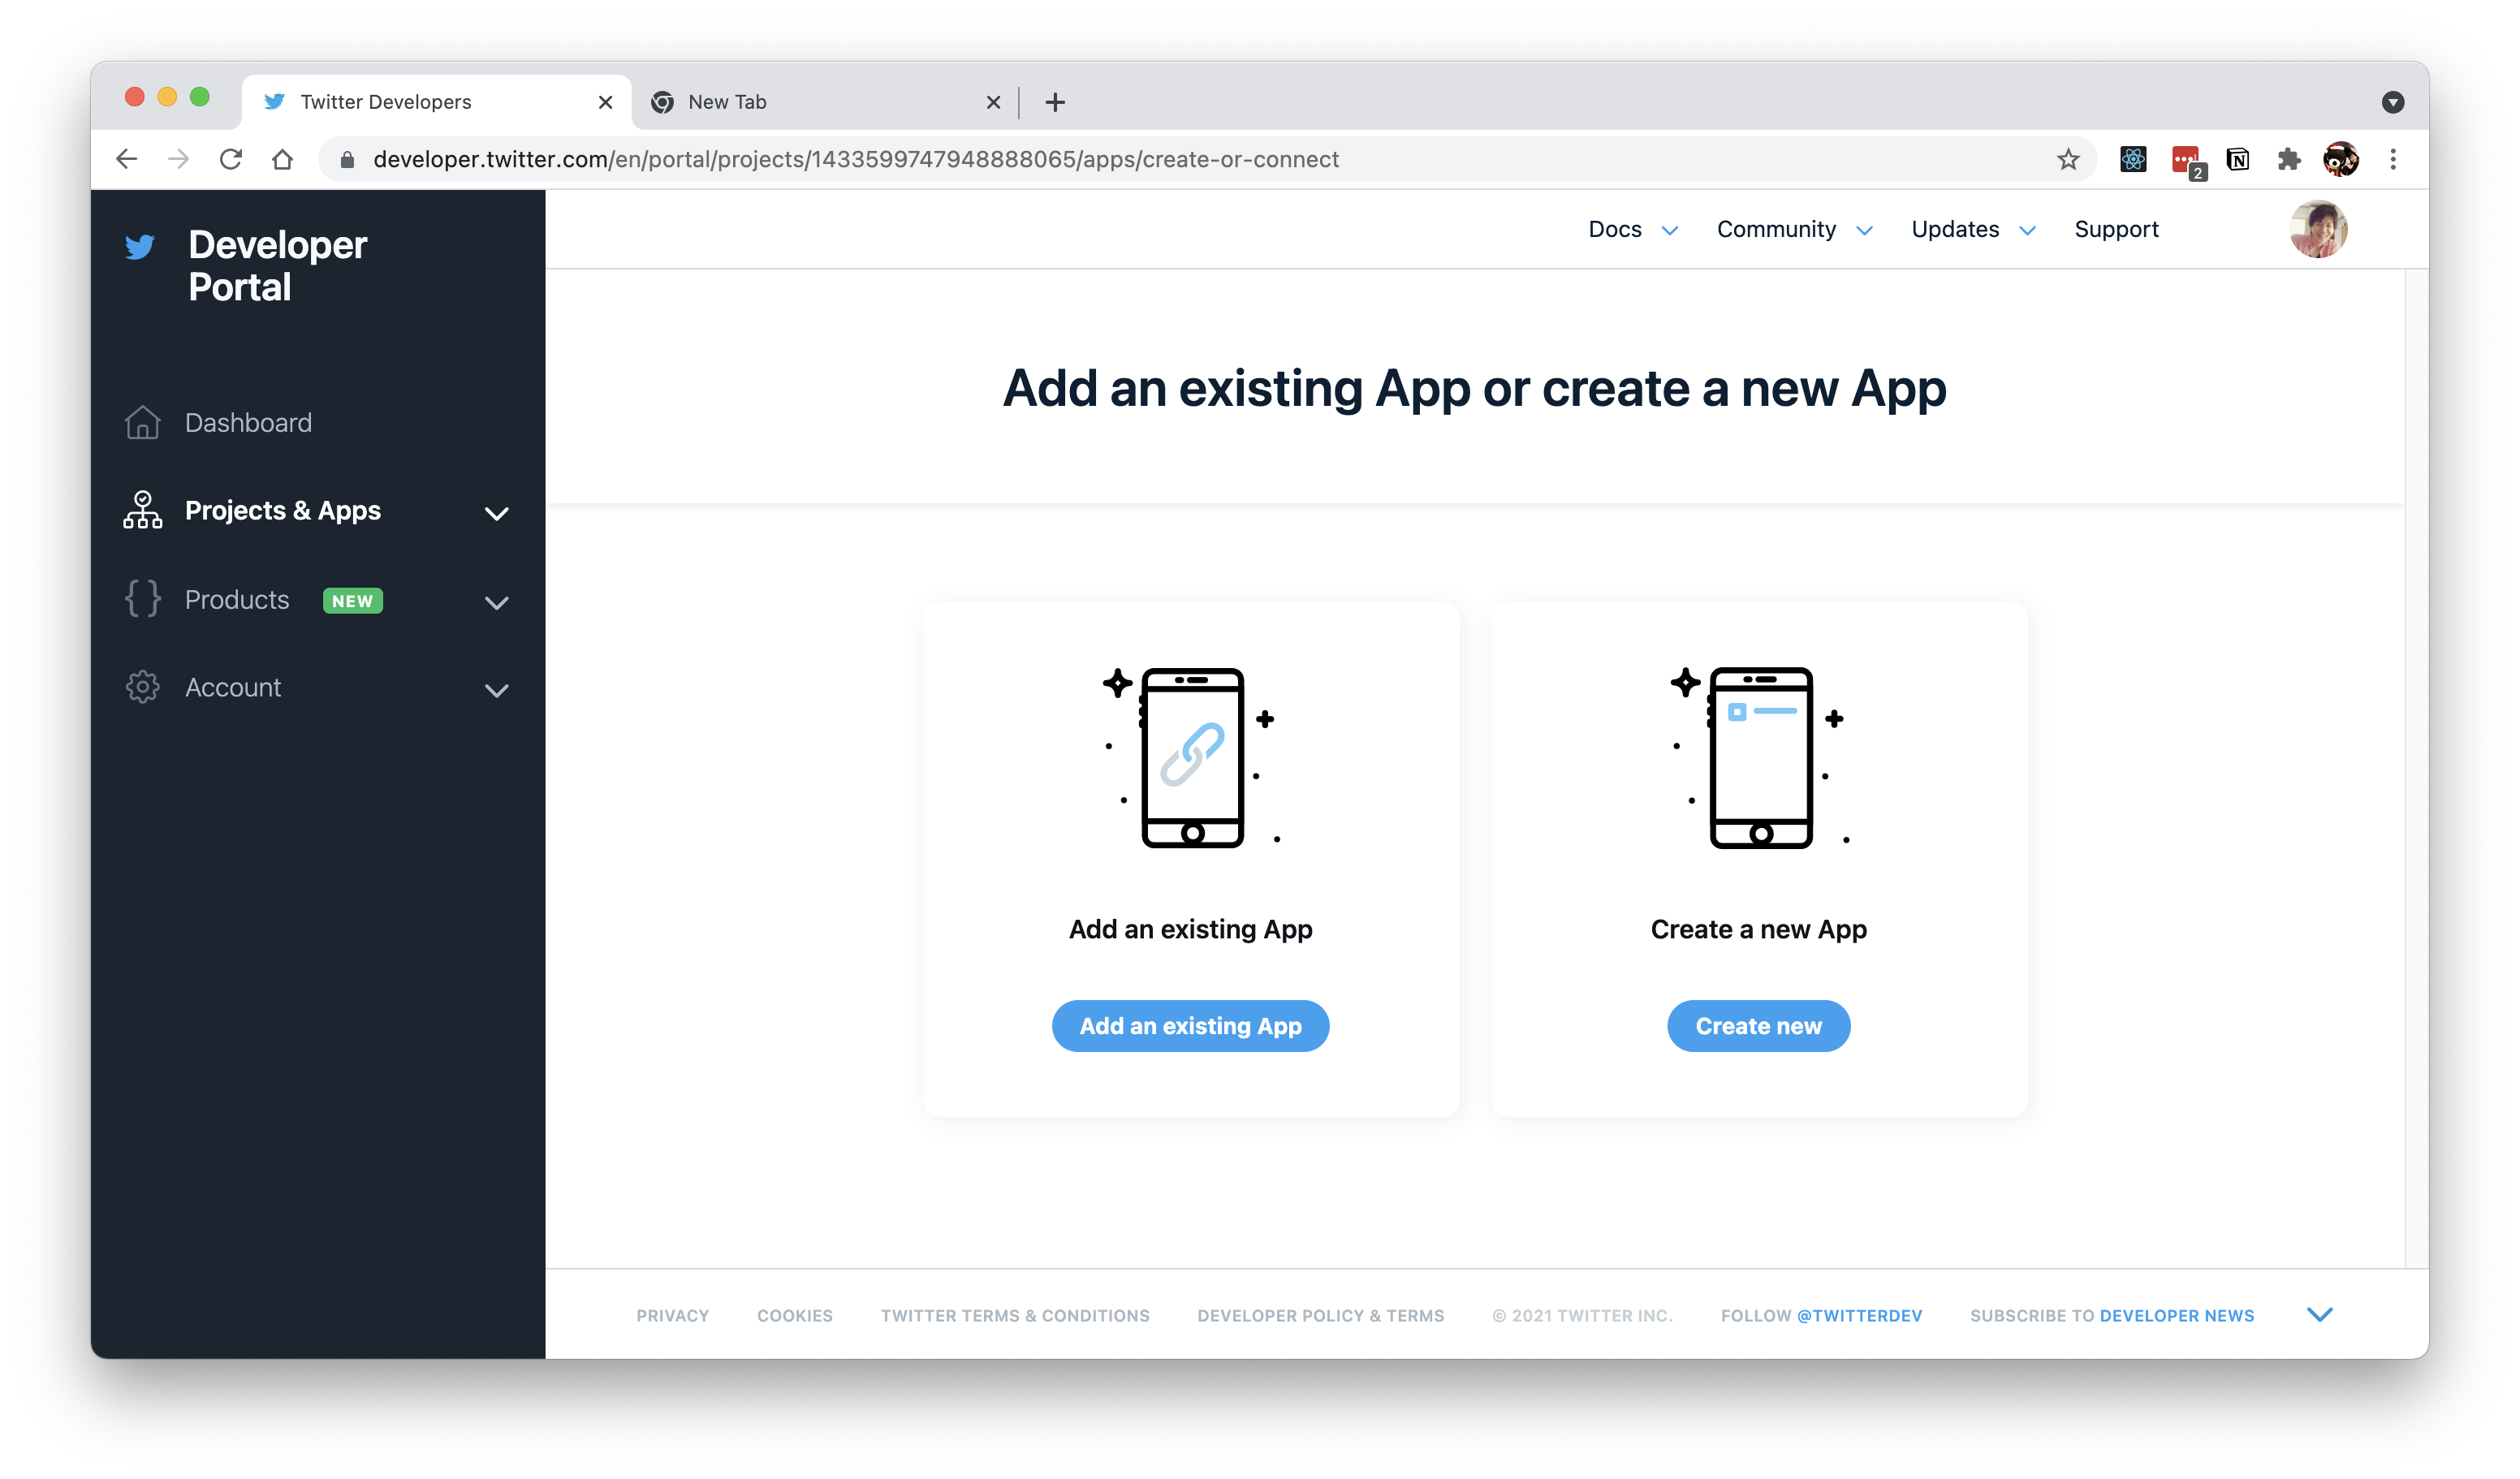 Twitter Developers
New Tab
developer.twitter.com/en/portal/projects/1433599747948888065/apps/create-or-connect
2
Developer
Portal
Docs Community Updates Support
Dashboard
Projects & Apps
Products NEW
Account
Add an existing App or create a new App
Add an existing App
Add an existing App
Create a new App
Create new
PRIVACY COOKIES TWITTER TERMS & CONDITIONS DEVELOPER POLICY & TERMS © 2021 TWITTER INC. FOLLOW @TWITTERDEV SUBSCRIBE TO DEVELOPER NEWS